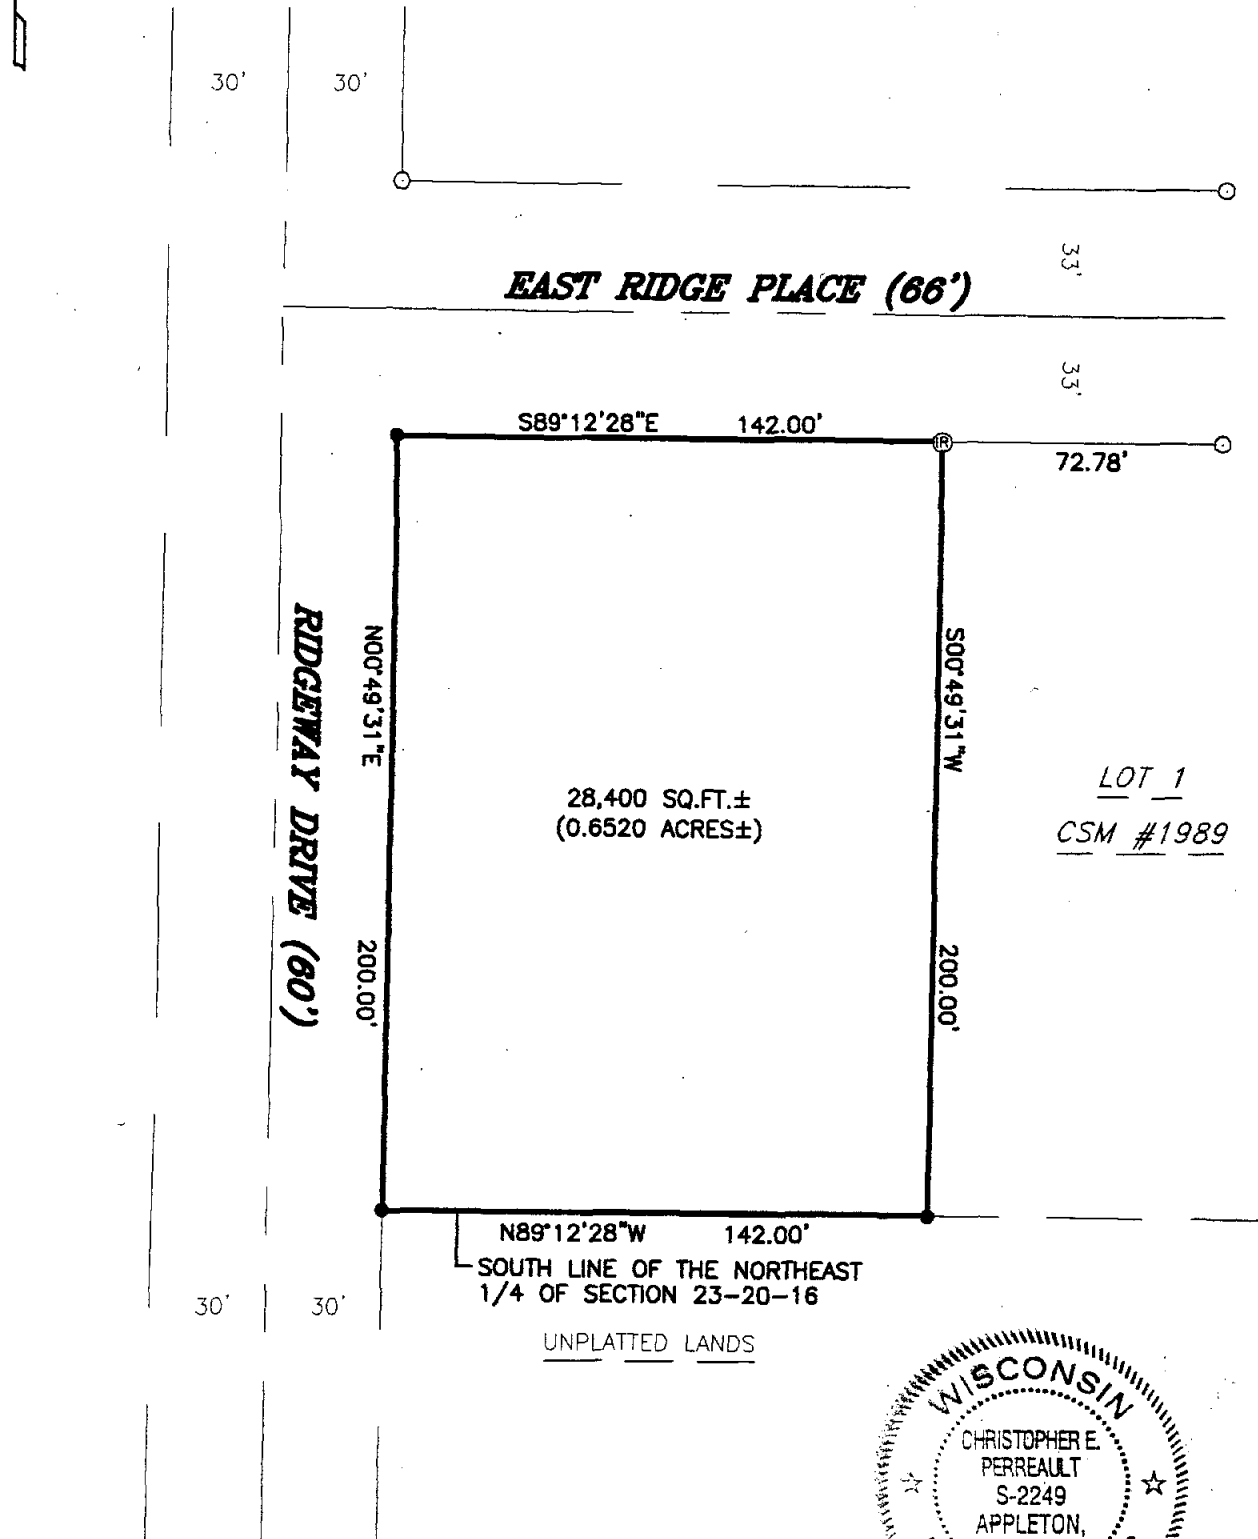 30'
30'
EAST RIDGE PLACE (66')
33'
33'
S89°12'28"E 142.00'
IR
72.78'
RIDGEWAY DRIVE (60')
N00°49'31"E 200.00'
S00°49'31"W 200.00'
28,400 SQ.FT.±
(0.6520 ACRES±)
LOT 1
CSM #1989
N89°12'28"W 142.00'
SOUTH LINE OF THE NORTHEAST
1/4 OF SECTION 23-20-16
30'
30'
UNPLATTED LANDS
WISCONSIN
CHRISTOPHER E.
PERREAULT
S-2249
APPLETON,